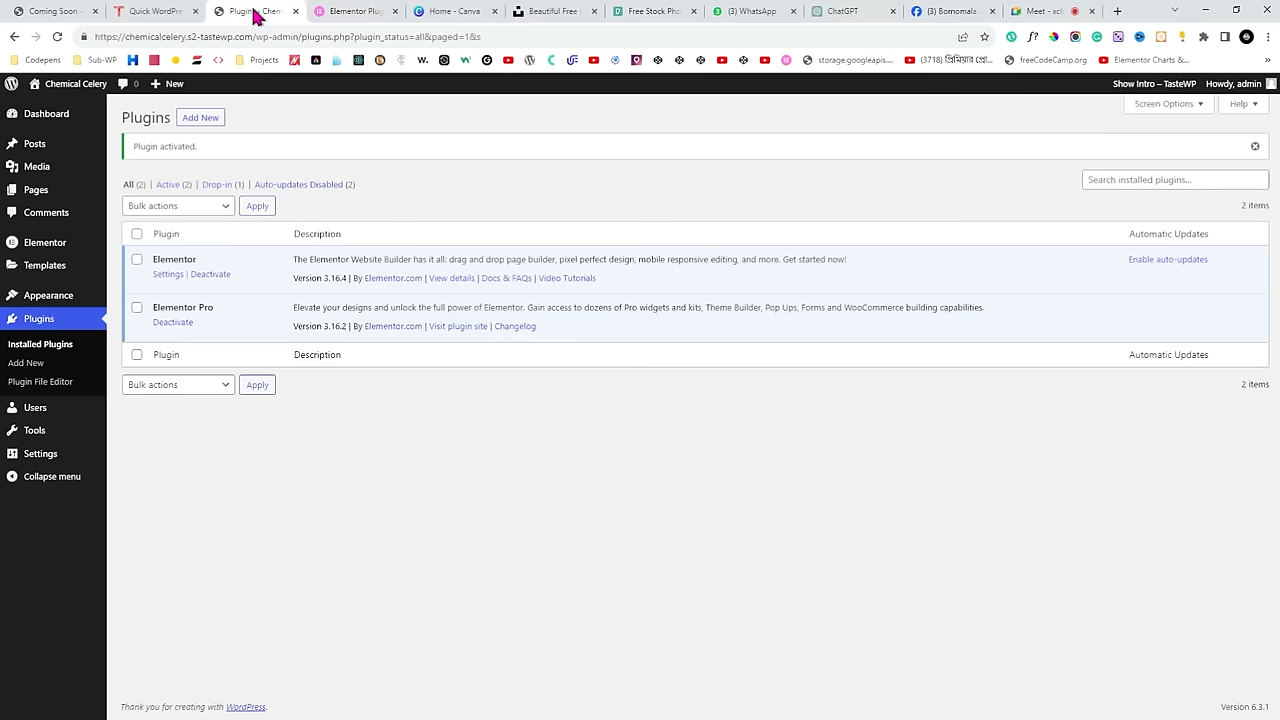 Coming Soon –
Quick WordPre
Plugins ‹ Chem
Elementor Plug
Home - Canva
Beautiful Free
Free Stock Pho
(3) WhatsApp
ChatGPT
(3) Bornomala
Meet - xch
https://chemicalcelery.s2-tastewp.com/wp-admin/plugins.php?plugin_status=all&paged=1&s
Codepens
Sub-WP
Projects
storage.googleapis....
freeCodeCamp.org
Elementor Charts &...
Chemical Celery
0
New
Show Intro – TasteWP
Howdy, admin
Dashboard
Posts
Media
Pages
Comments
Elementor
Templates
Appearance
Plugins
Installed Plugins
Add New
Plugin File Editor
Users
Tools
Settings
Collapse menu
Screen Options
Help
Plugins
Add New
Plugin activated.
All (2) | Active (2) | Drop-in (1) | Auto-updates Disabled (2)
Search installed plugins...
Bulk actions
Apply
2 items
Plugin
Description
Automatic Updates
Elementor
The Elementor Website Builder has it all: drag and drop page builder, pixel perfect design, mobile responsive editing, and more. Get started now!
Enable auto-updates
Settings | Deactivate
Version 3.16.4 | By Elementor.com | View details | Docs & FAQs | Video Tutorials
Elementor Pro
Elevate your designs and unlock the full power of Elementor. Gain access to dozens of Pro widgets and kits, Theme Builder, Pop Ups, Forms and WooCommerce building capabilities.
Deactivate
Version 3.16.2 | By Elementor.com | Visit plugin site | Changelog
Plugin
Description
Automatic Updates
Bulk actions
Apply
2 items
Thank you for creating with WordPress.
Version 6.3.1